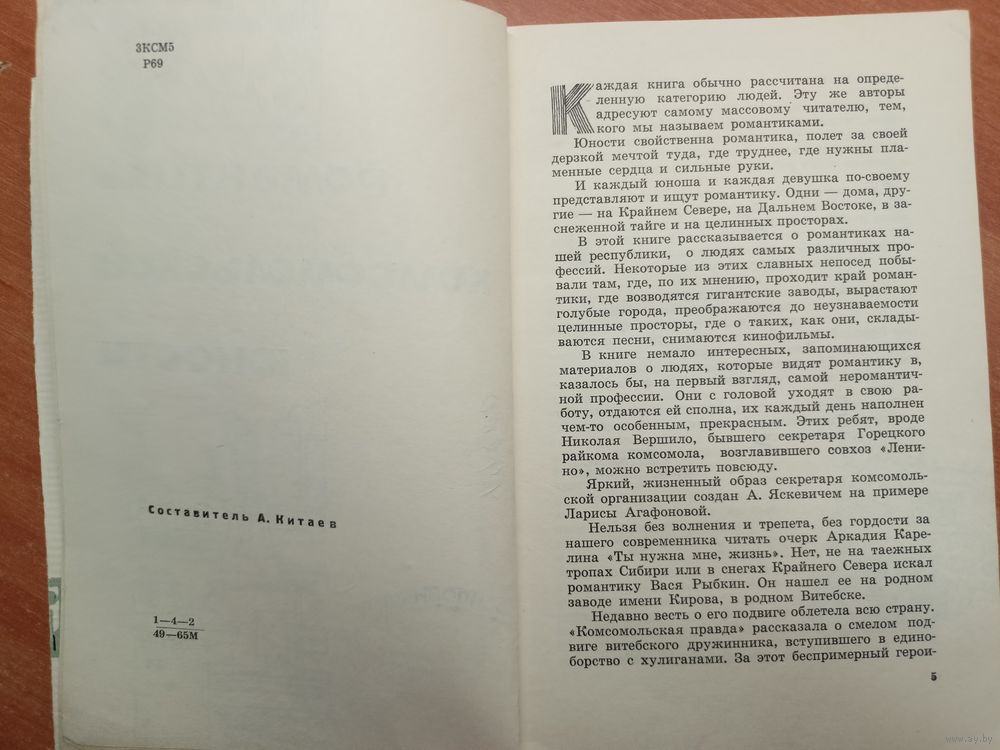 ЗКСМ5
Р69
Составитель А. Китаев
1—4—2
49—65М
Каждая книга обычно рассчитана на опреде-
ленную категорию людей. Эту же авторы
адресуют самому массовому читателю, тем,
кого мы называем романтиками.
Юности свойственна романтика, полет за своей
дерзкой мечтой туда, где труднее, где нужны пла-
менные сердца и сильные руки.
И каждый юноша и каждая девушка по-своему
представляют и ищут романтику. Одни — дома, дру-
гие — на Крайнем Севере, на Дальнем Востоке, в за-
снеженной тайге и на целинных просторах.
В этой книге рассказывается о романтиках на-
шей республики, о людях самых различных про-
фессий. Некоторые из этих славных непосед побы-
вали там, где, по их мнению, проходит край роман-
тики, где возводятся гигантские заводы, вырастают
голубые города, преображаются до неузнаваемости
целинные просторы, где о таких, как они, склады-
ваются песни, снимаются кинофильмы.
В книге немало интересных, запоминающихся
материалов о людях, которые видят романтику в,
казалось бы, на первый взгляд, самой неромантич-
ной профессии. Они с головой уходят в свою ра-
боту, отдаются ей сполна, их каждый день наполнен
чем-то особенным, прекрасным. Этих ребят, вроде
Николая Вершило, бывшего секретаря Горецкого
райкома комсомола, возглавившего совхоз «Лени-
но», можно встретить повсюду.
Яркий, жизненный образ секретаря комсомоль-
ской организации создан А. Яскевичем на примере
Ларисы Агафоновой.
Нельзя без волнения и трепета, без гордости за
нашего современника читать очерк Аркадия Каре-
лина «Ты нужна мне, жизнь». Нет, не на таежных
тропах Сибири или в снегах Крайнего Севера искал
романтику Вася Рыбкин. Он нашел ее на родном
заводе имени Кирова, в родном Витебске.
Недавно весть о его подвиге облетела всю страну.
«Комсомольская правда» рассказала о смелом под-
виге витебского дружинника, вступившего в едино-
борство с хулиганами. За этот беспримерный герои-
5
www.ay.by